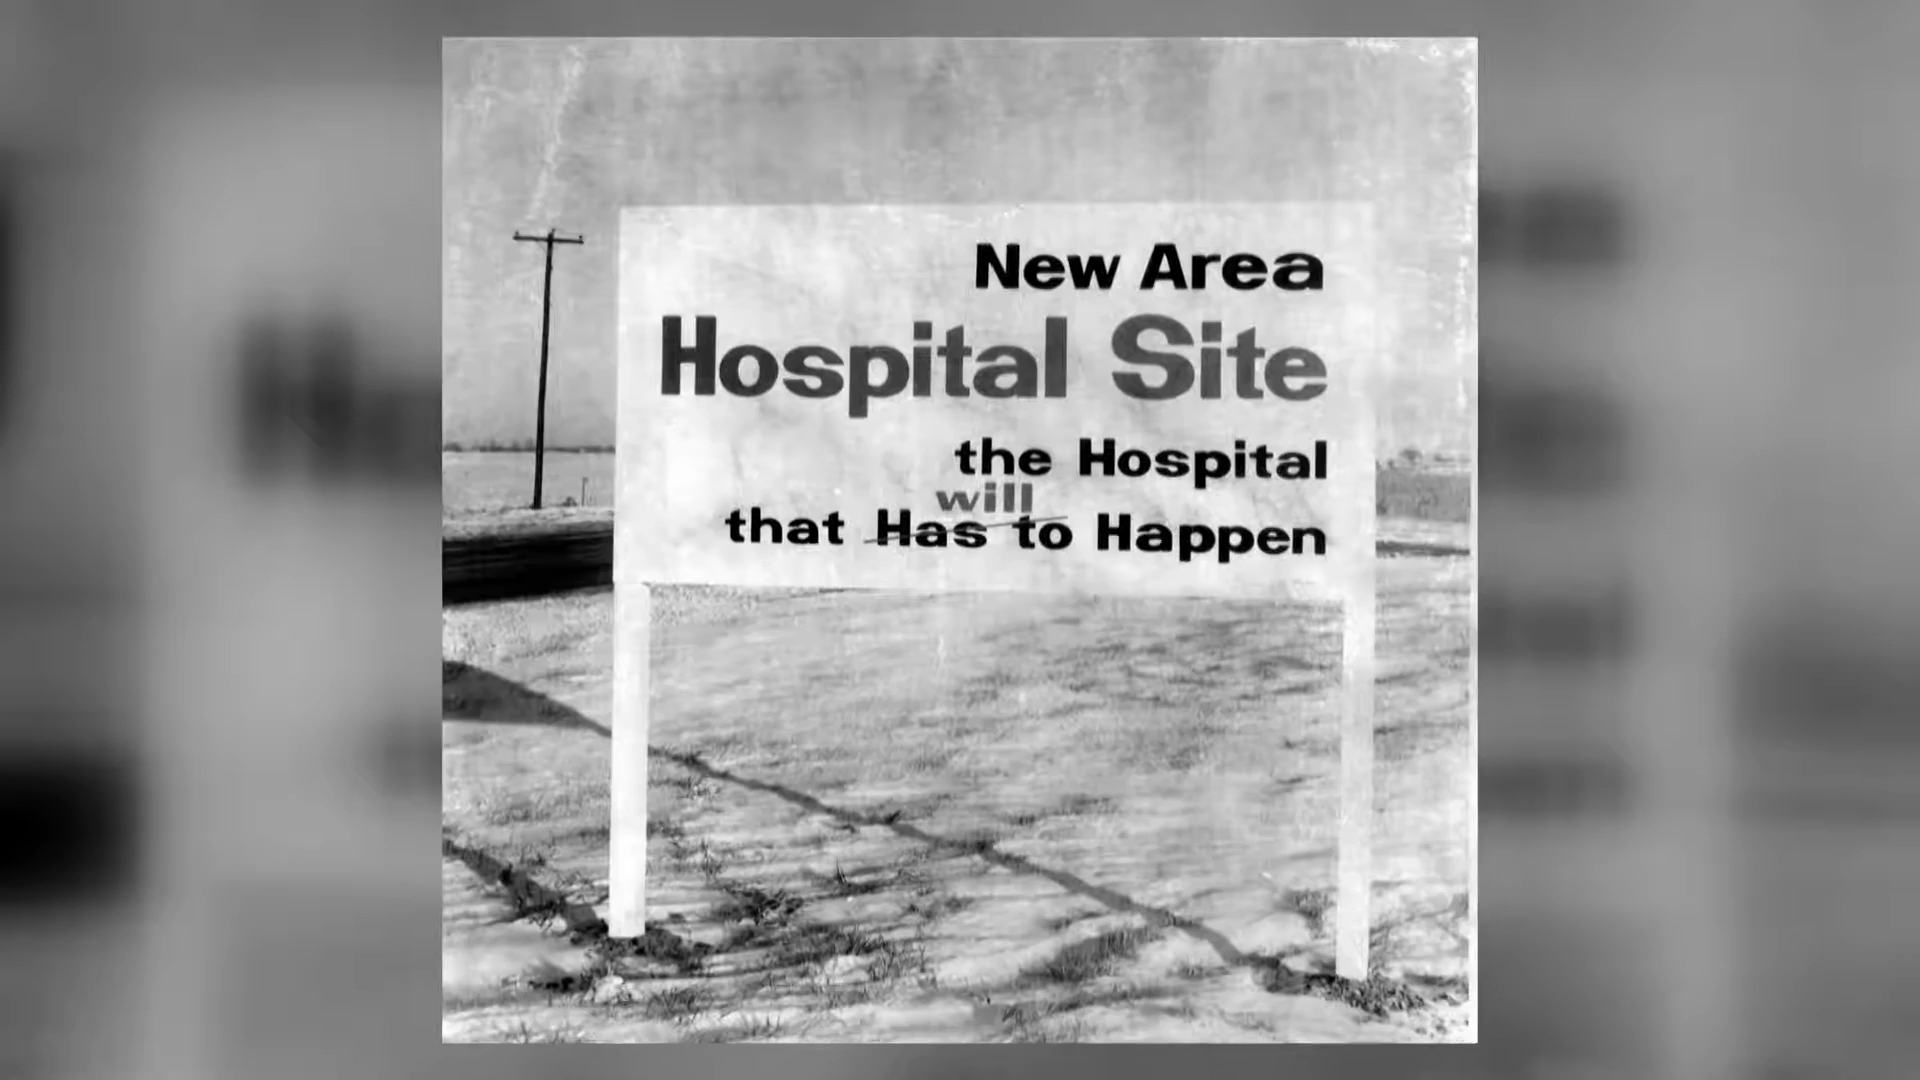 New Area
Hospital Site
the Hospital
will
that Has to Happen